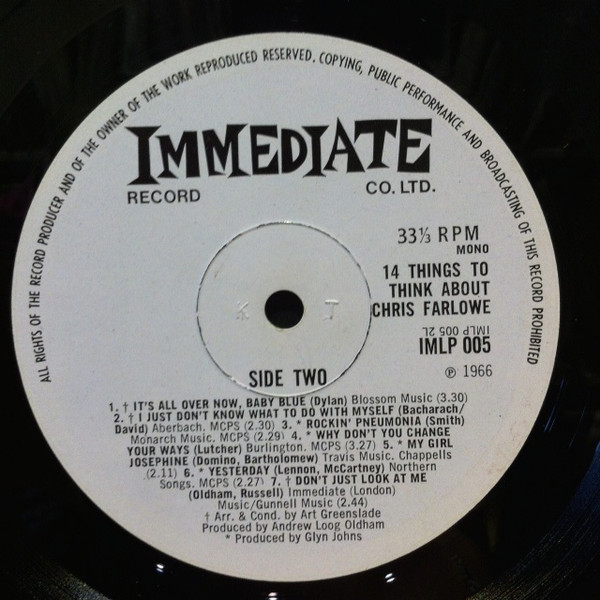 ALL RIGHTS OF THE RECORD PRODUCER AND OF THE OWNER OF THE WORK REPRODUCED RESERVED. COPYING, PUBLIC PERFORMANCE AND BROADCASTING OF THIS RECORD PROHIBITED
IMMEDIATE
RECORD CO. LTD.
33⅓ RPM
MONO
14 THINGS TO
THINK ABOUT
CHRIS FARLOWE
IMLP 005 2L
IMLP 005
℗ 1966
K T
SIDE TWO
1. † IT'S ALL OVER NOW, BABY BLUE (Dylan) Blossom Music (3.30)
2. † I JUST DON'T KNOW WHAT TO DO WITH MYSELF (Bacharach/
David) Aberbach. MCPS (2.30) 3. * ROCKIN' PNEUMONIA (Smith)
Monarch Music. MCPS (2.29) 4. * WHY DON'T YOU CHANGE
YOUR WAYS (Lutcher) Burlington. MCPS (3.27) 5. * MY GIRL
JOSEPHINE (Domino, Bartholomew) Travis Music. Chappells
(2.11) 6. * YESTERDAY (Lennon, McCartney) Northern
Songs. MCPS (2.27) 7. † DON'T JUST LOOK AT ME
(Oldham, Russell) Immediate (London)
Music/Gunnell Music (2.44)
† Arr. & Cond. by Art Greenslade
Produced by Andrew Loog Oldham
* Produced by Glyn Johns